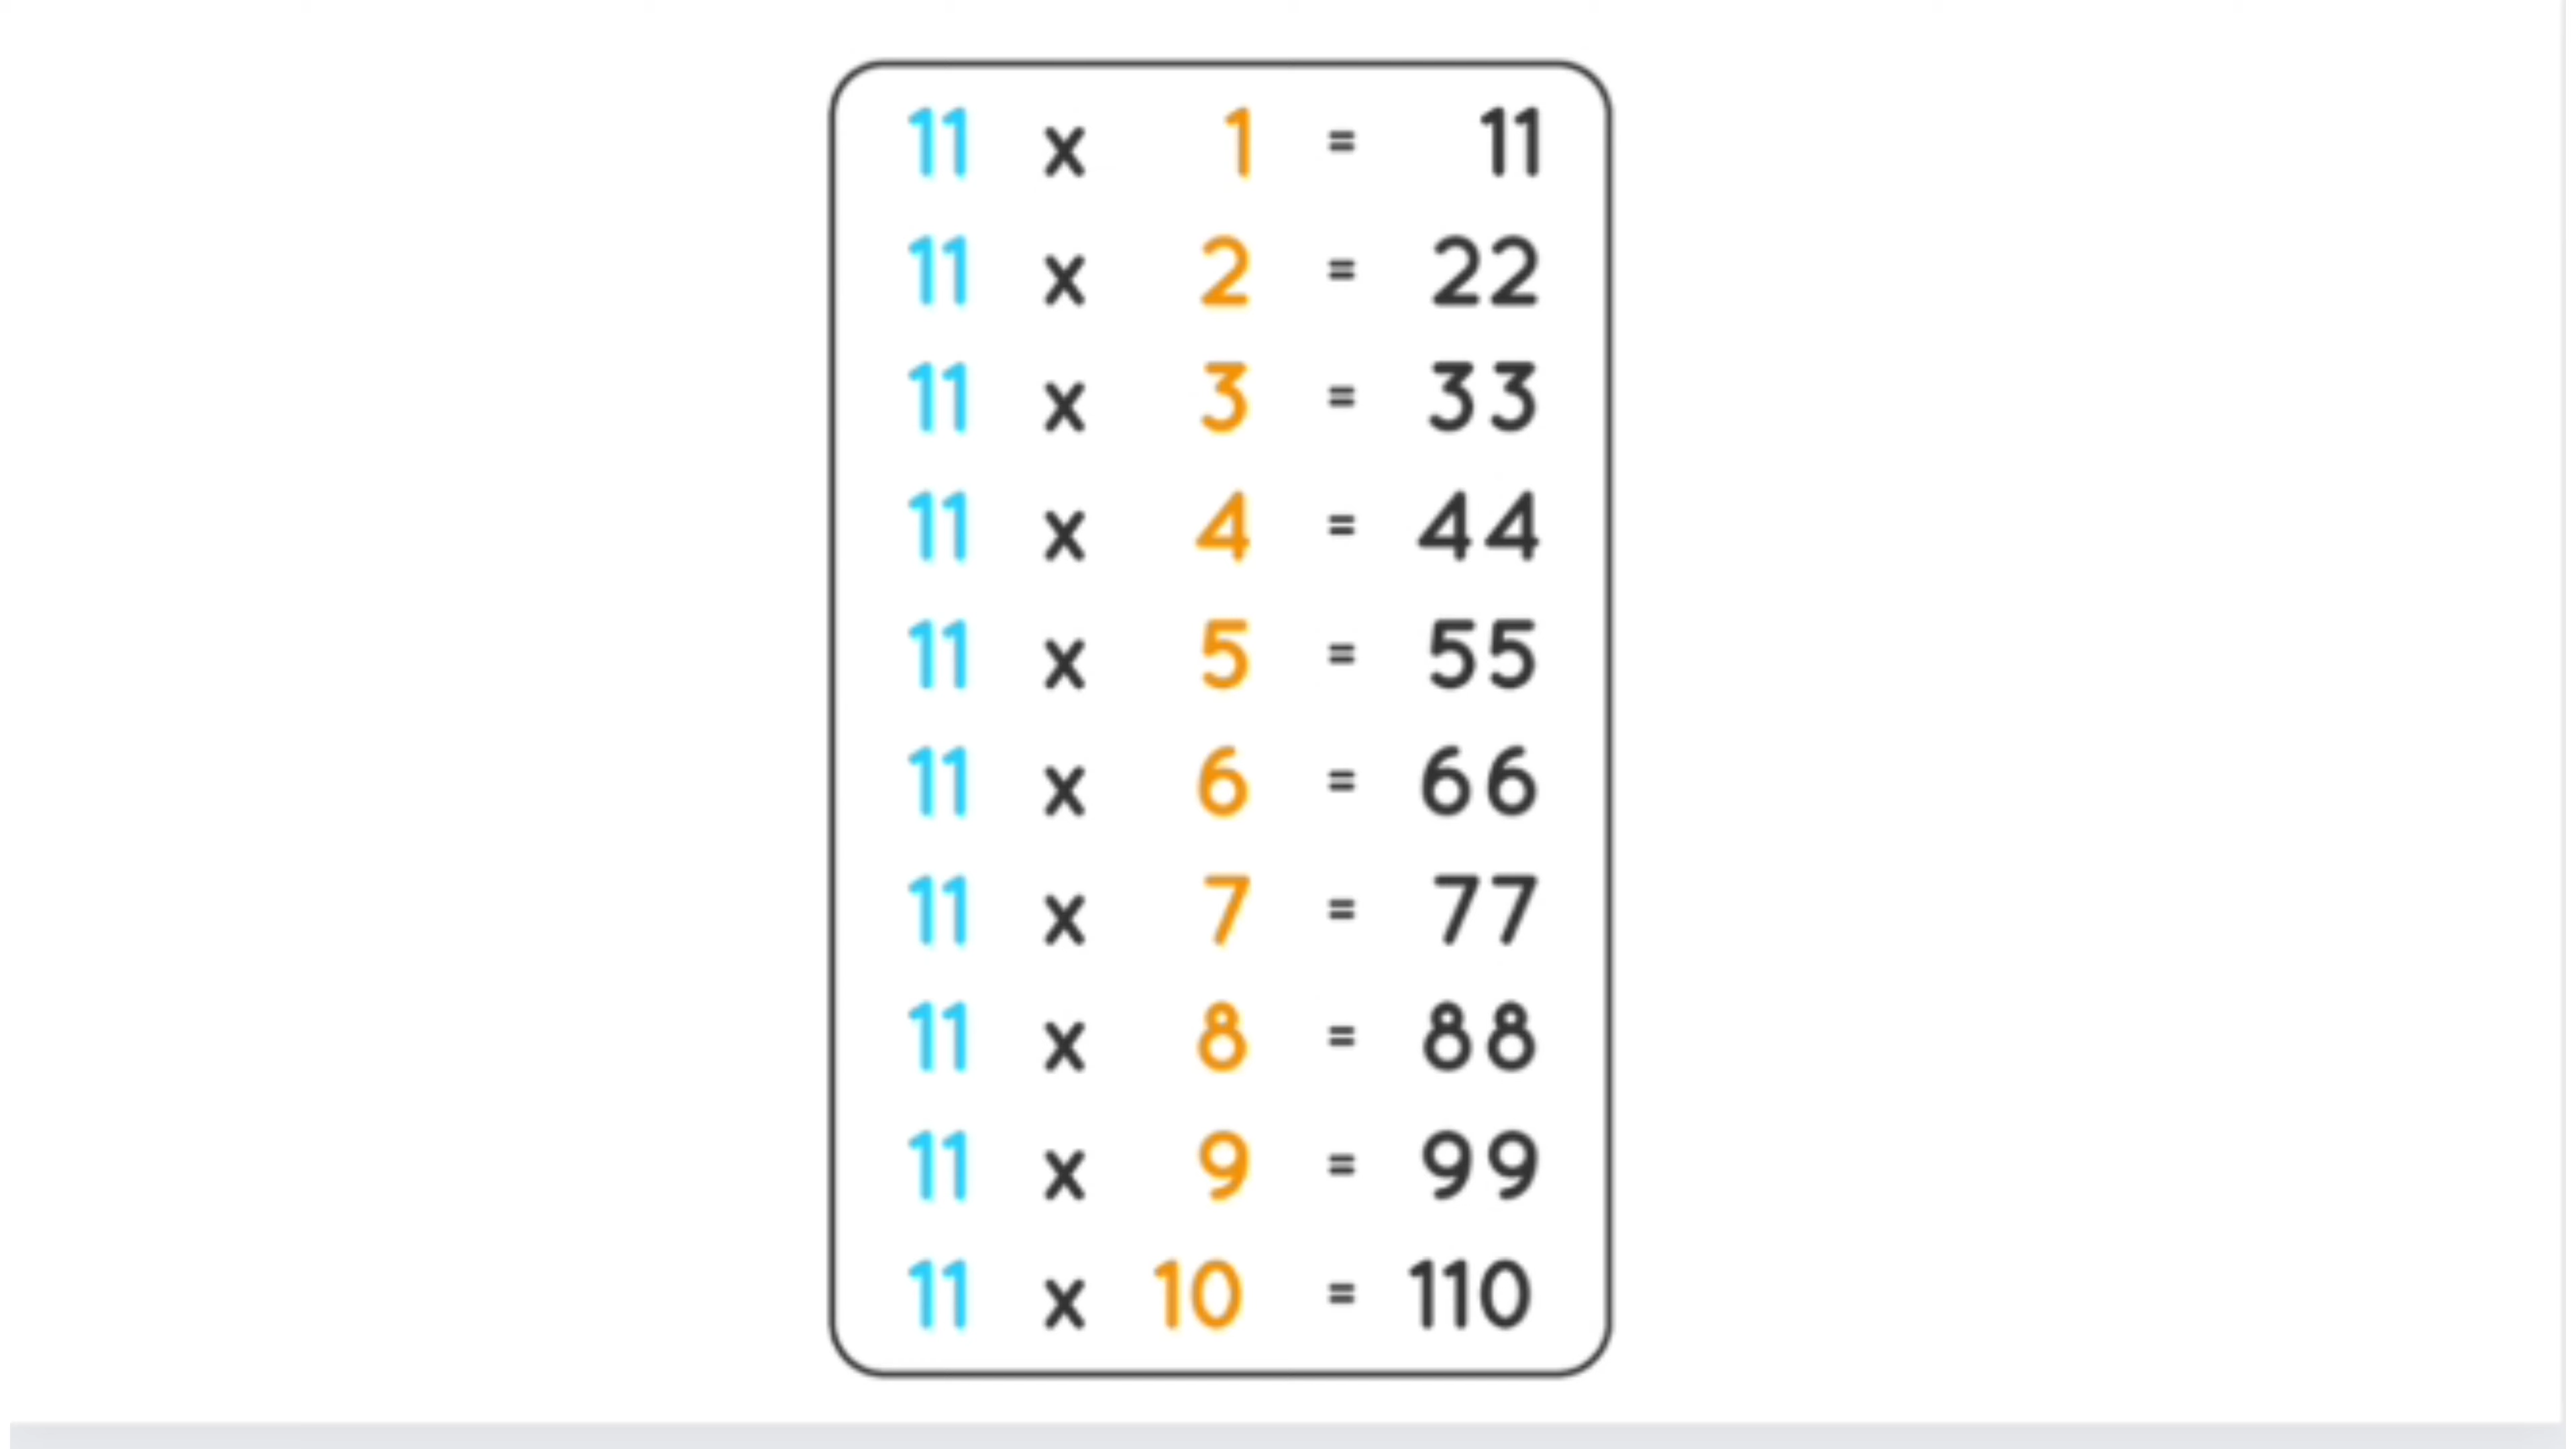 11 x 1 = 11
11 x 2 = 22
11 x 3 = 33
11 x 4 = 44
11 x 5 = 55
11 x 6 = 66
11 x 7 = 77
11 x 8 = 88
11 x 9 = 99
11 x 10 = 110